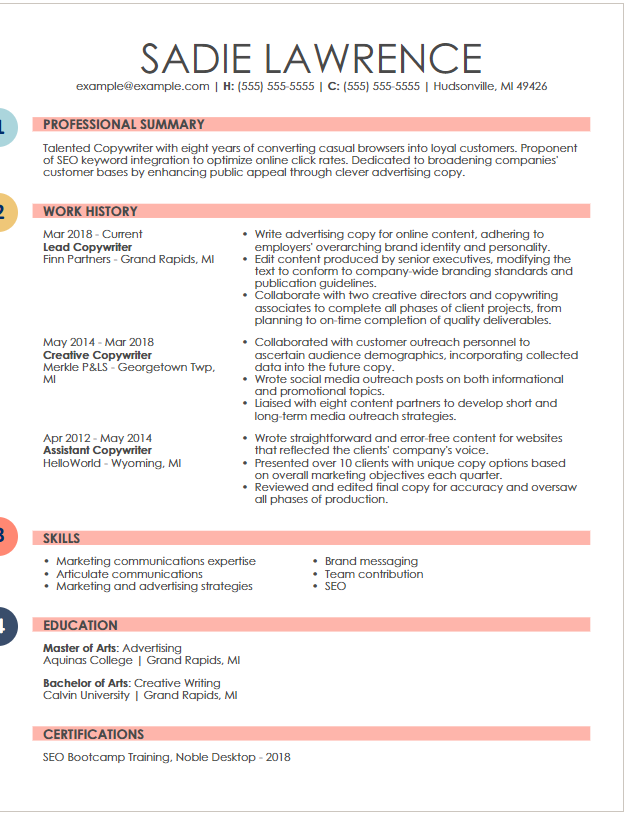 SADIE LAWRENCE
example@example.com | H: (555) 555-5555 | C: (555) 555-5555 | Hudsonville, MI 49426
1
PROFESSIONAL SUMMARY
Talented Copywriter with eight years of converting casual browsers into loyal customers. Proponent
of SEO keyword integration to optimize online click rates. Dedicated to broadening companies'
customer bases by enhancing public appeal through clever advertising copy.
2
WORK HISTORY
Mar 2018 - Current
Lead Copywriter
Finn Partners - Grand Rapids, MI
• Write advertising copy for online content, adhering to
employers' overarching brand identity and personality.
• Edit content produced by senior executives, modifying the
text to conform to company-wide branding standards and
publication guidelines.
• Collaborate with two creative directors and copywriting
associates to complete all phases of client projects, from
planning to on-time completion of quality deliverables.
May 2014 - Mar 2018
Creative Copywriter
Merkle P&LS - Georgetown Twp,
MI
• Collaborated with customer outreach personnel to
ascertain audience demographics, incorporating collected
data into the future copy.
• Wrote social media outreach posts on both informational
and promotional topics.
• Liaised with eight content partners to develop short and
long-term media outreach strategies.
Apr 2012 - May 2014
Assistant Copywriter
HelloWorld - Wyoming, MI
• Wrote straightforward and error-free content for websites
that reflected the clients' company's voice.
• Presented over 10 clients with unique copy options based
on overall marketing objectives each quarter.
• Reviewed and edited final copy for accuracy and oversaw
all phases of production.
3
SKILLS
• Marketing communications expertise
• Articulate communications
• Marketing and advertising strategies
• Brand messaging
• Team contribution
• SEO
4
EDUCATION
Master of Arts: Advertising
Aquinas College | Grand Rapids, MI
Bachelor of Arts: Creative Writing
Calvin University | Grand Rapids, MI
CERTIFICATIONS
SEO Bootcamp Training, Noble Desktop - 2018